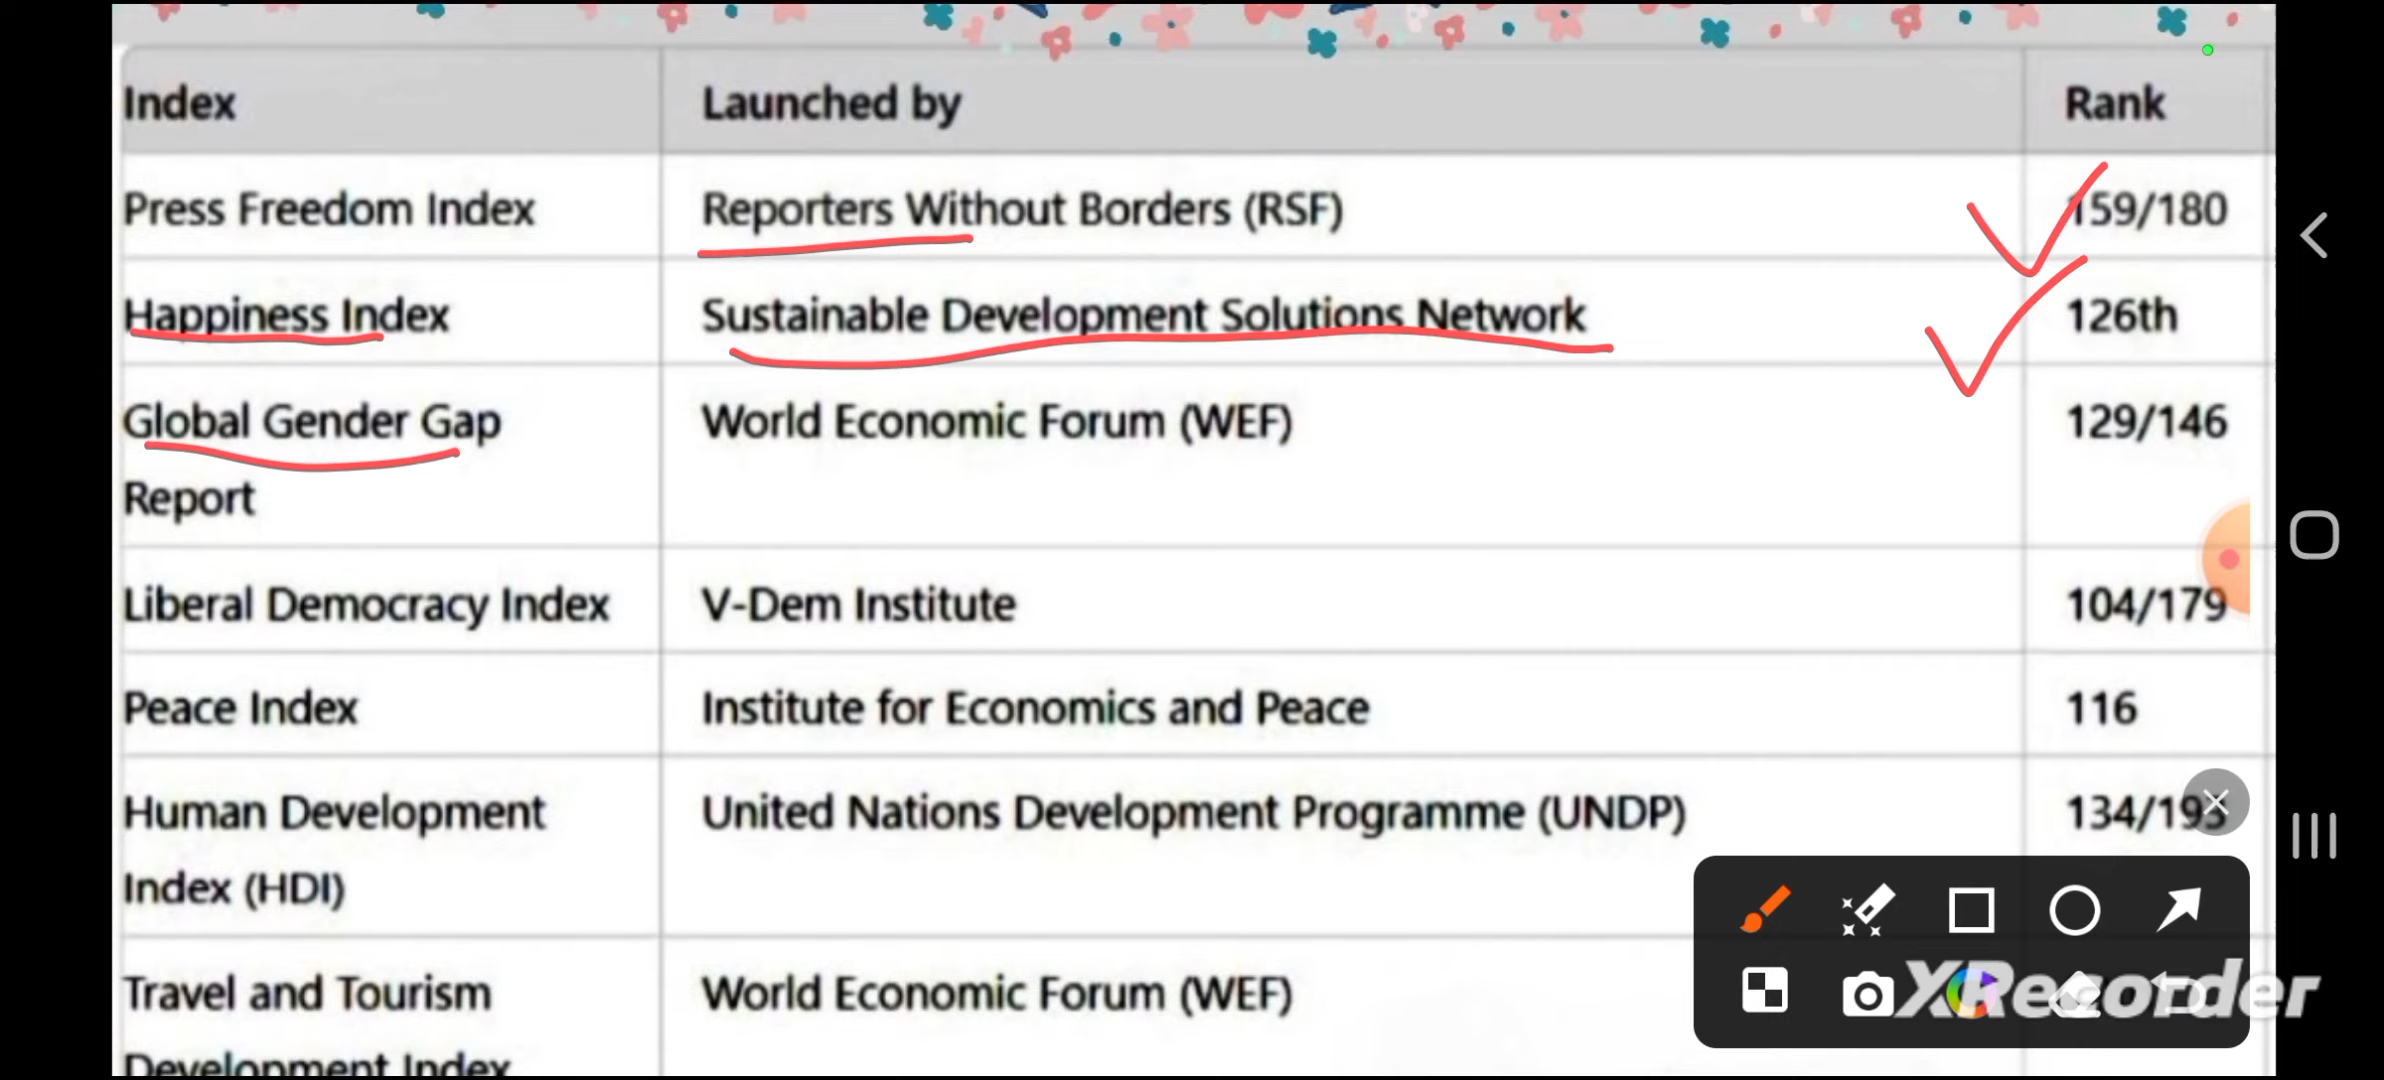 Index Launched by Rank
Press Freedom Index Reporters Without Borders (RSF) 159/180
Happiness Index Sustainable Development Solutions Network 126th
Global Gender Gap World Economic Forum (WEF) 129/146
Report
Liberal Democracy Index V-Dem Institute 104/179
Peace Index Institute for Economics and Peace 116
Human Development United Nations Development Programme (UNDP) 134/193
Index (HDI)
Travel and Tourism World Economic Forum (WEF)
Development Index
XRecorder